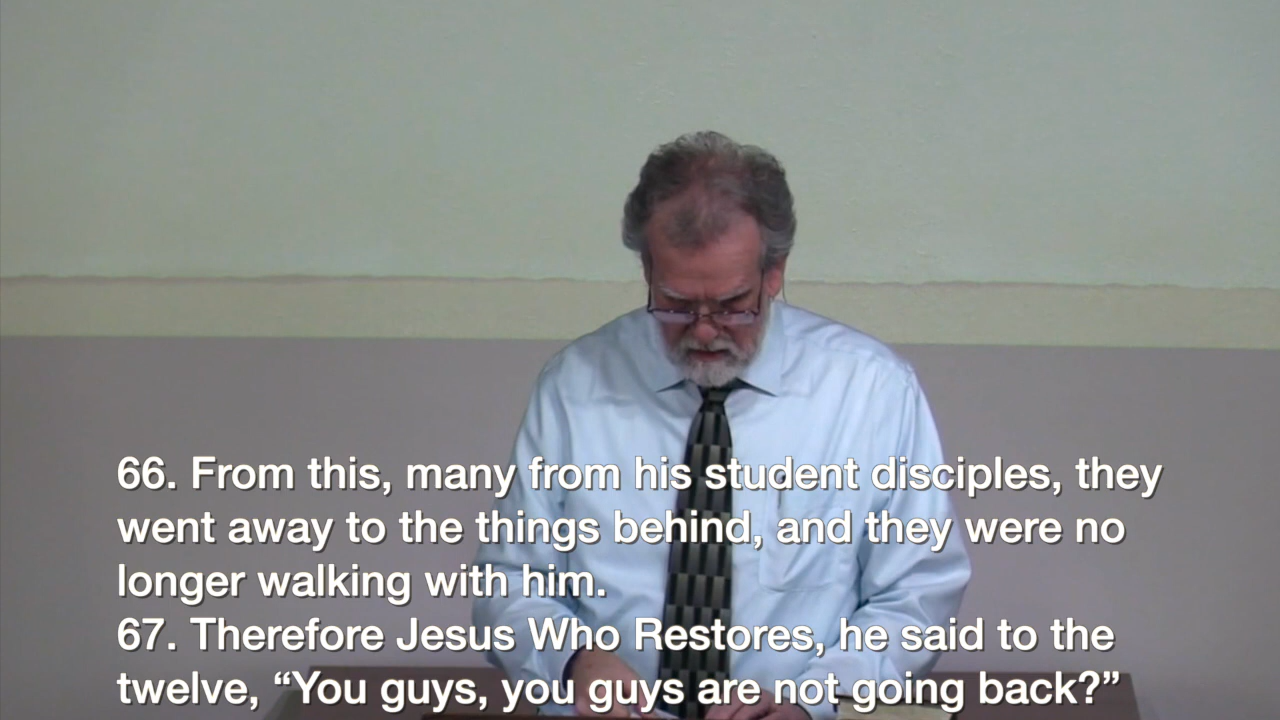 66. From this, many from his student disciples, they
went away to the things behind, and they were no
longer walking with him.
67. Therefore Jesus Who Restores, he said to the
twelve, “You guys, you guys are not going back?”